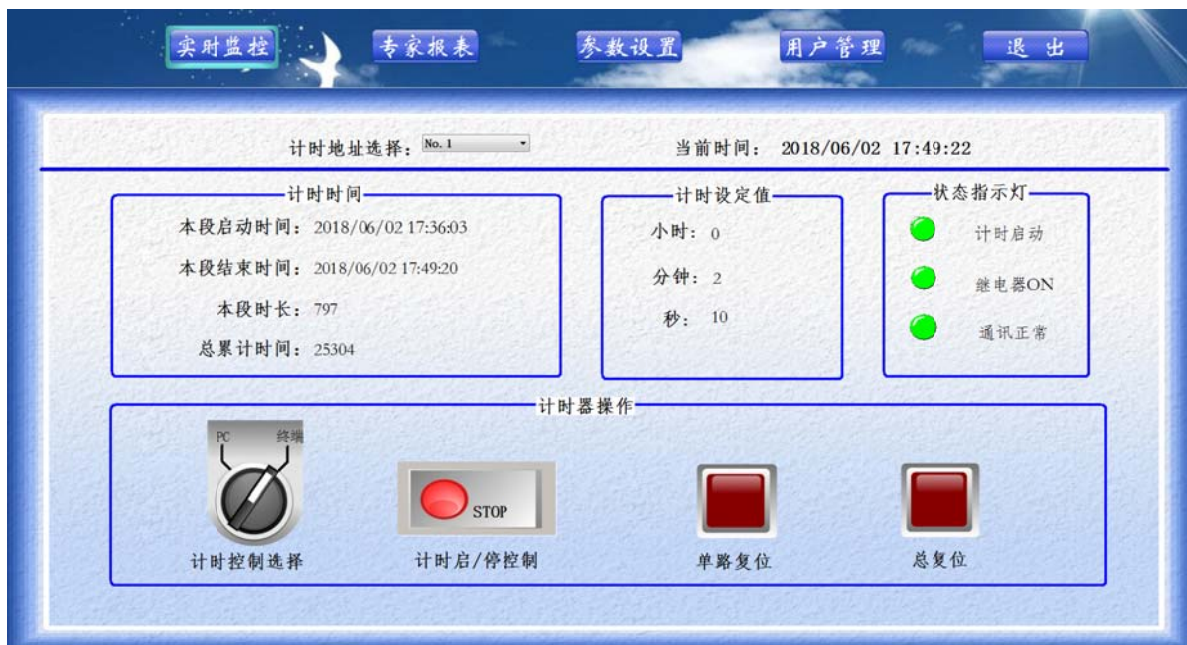 实时监控 专家报表 参数设置 用户管理 退出
计时地址选择： No. 1 当前时间： 2018/06/02 17:49:22
计时时间 计时设定值 状态指示灯
本段启动时间： 2018/06/02 17:36:03 小时： 0 计时启动
本段结束时间： 2018/06/02 17:49:20 分钟： 2 继电器ON
本段时长： 797 秒： 10 通讯正常
总累计时间： 25304
计时器操作
PC 终端
STOP
计时控制选择 计时启/停控制 单路复位 总复位